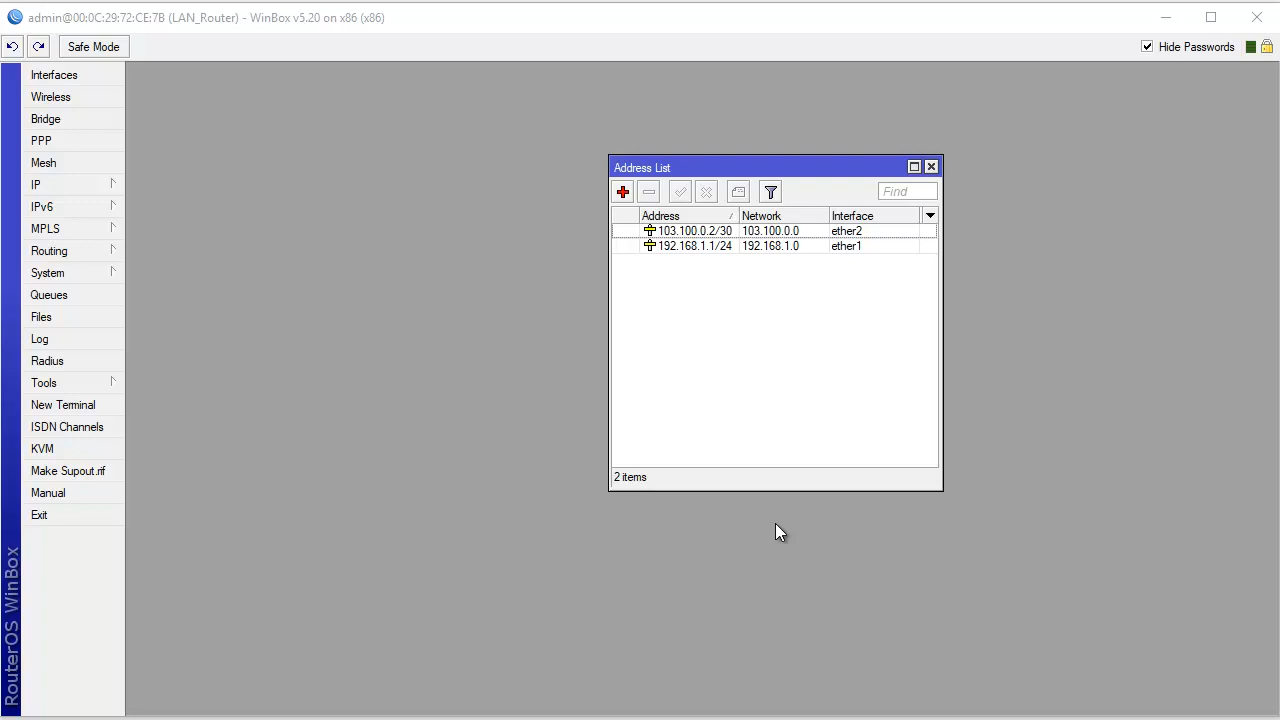 admin@00:0C:29:72:CE:7B (LAN_Router) - WinBox v5.20 on x86 (x86)
Safe Mode
Hide Passwords
Interfaces
Wireless
Bridge
PPP
Mesh
IP
IPv6
MPLS
Routing
System
Queues
Files
Log
Radius
Tools
New Terminal
ISDN Channels
KVM
Make Supout.rif
Manual
Exit
RouterOS WinBox
Address List
Find
Address Network Interface
103.100.0.2/30 103.100.0.0 ether2
192.168.1.1/24 192.168.1.0 ether1
2 items